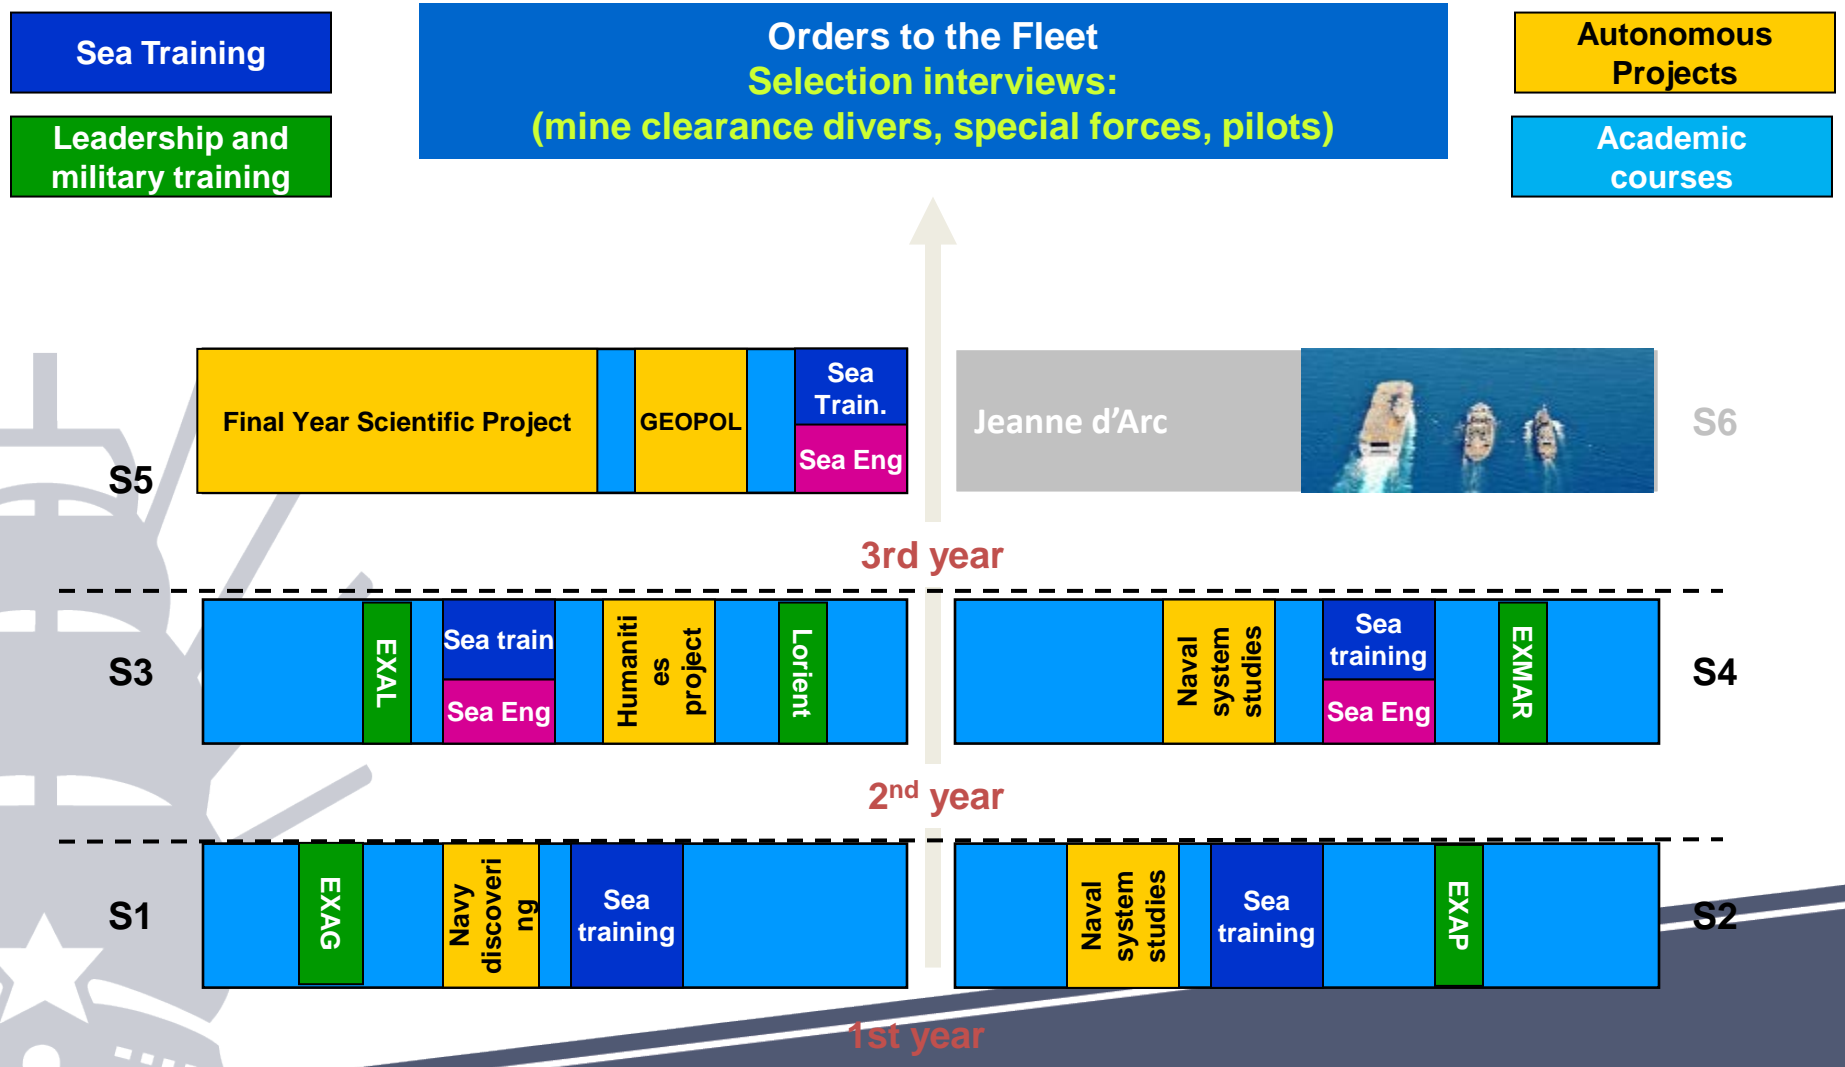 Sea Training
Leadership and
military training
Orders to the Fleet
Selection interviews:
(mine clearance divers, special forces, pilots)
Autonomous
Projects
Academic
courses
S5
Final Year Scientific Project
GEOPOL
Sea
Train.
Sea Eng
Jeanne d’Arc
S6
3rd year
S3
EXAL
Sea train
Sea Eng
Humaniti
es
project
Lorient
Naval
system
studies
Sea
training
Sea Eng
EXMAR
S4
2nd year
S1
EXAG
Navy
discoveri
ng
Sea
training
Naval
system
studies
Sea
training
EXAP
S2
1st year